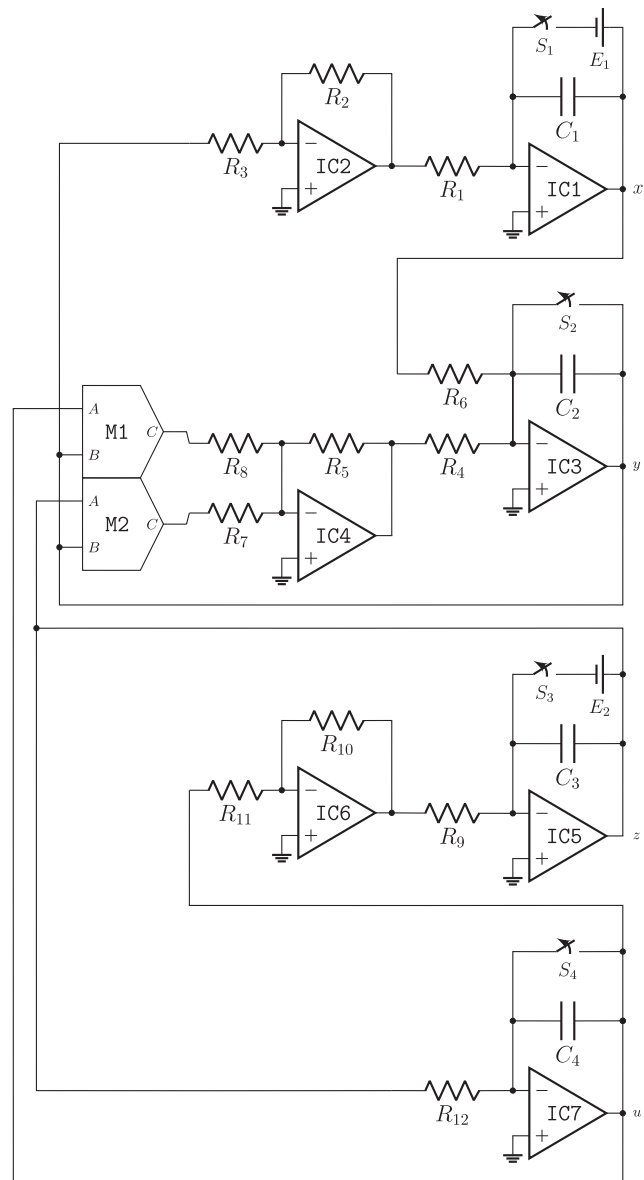 S₁ E₁
R₂ C₁
R₃ − IC2 + R₁ − IC1 + x
S₂
R₆ C₂
A M1 B C R₈ R₅ R₄ − IC3 + y
A M2 B C R₇ − IC4 +
S₃ E₂
R₁₀ C₃
R₁₁ − IC6 + R₉ − IC5 + z
S₄
C₄
R₁₂ − IC7 + u